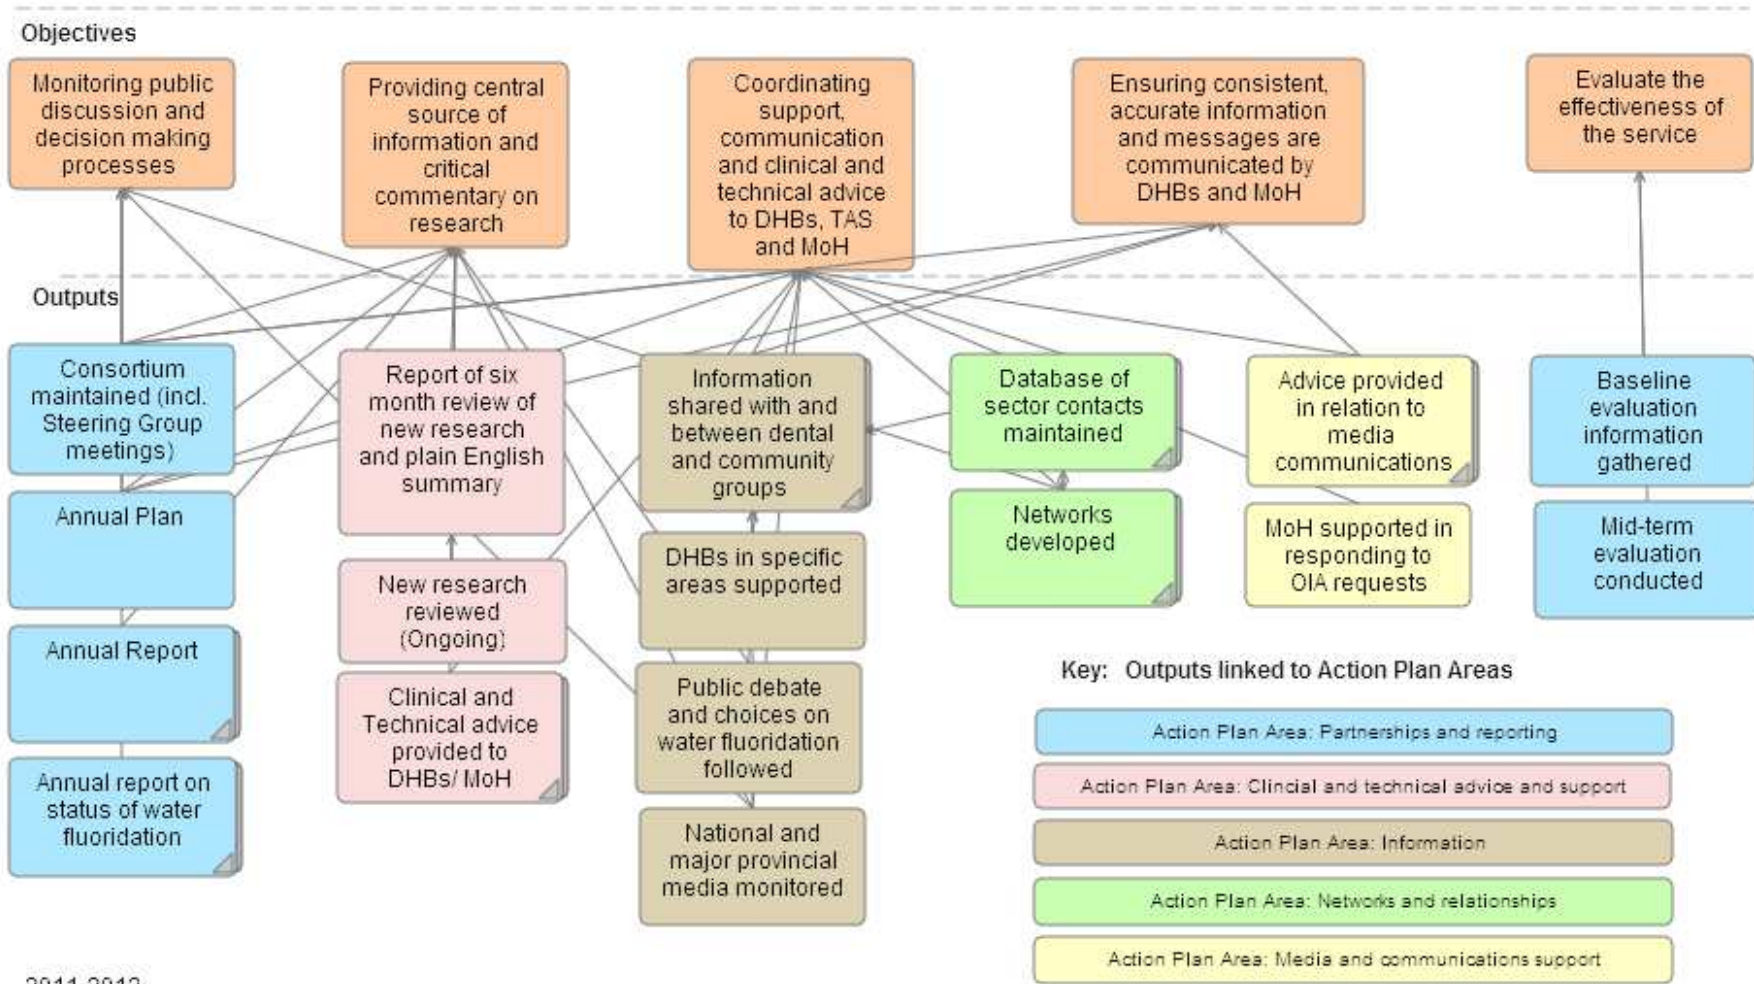 Objectives
Monitoring public
discussion and
decision making
processes
Providing central
source of
information and
critical
commentary on
research
Coordinating
support,
communication
and clinical and
technical advice
to DHBs, TAS
and MoH
Ensuring consistent,
accurate information
and messages are
communicated by
DHBs and MoH
Evaluate the
effectiveness of
the service
Outputs
Consortium
maintained (incl.
Steering Group
meetings)
Annual Plan
Annual Report
Annual report on
status of water
fluoridation
Report of six
month review of
new research
and plain English
summary
New research
reviewed
(Ongoing)
Clinical and
Technical advice
provided to
DHBs/ MoH
Information
shared with and
between dental
and community
groups
DHBs in specific
areas supported
Public debate
and choices on
water fluoridation
followed
National and
major provincial
media monitored
Database of
sector contacts
maintained
Networks
developed
Advice provided
in relation to
media
communications
MoH supported in
responding to
OIA requests
Baseline
evaluation
information
gathered
Mid-term
evaluation
conducted
Key: Outputs linked to Action Plan Areas
Action Plan Area: Partnerships and reporting
Action Plan Area: Clincial and technical advice and support
Action Plan Area: Information
Action Plan Area: Networks and relationships
Action Plan Area: Media and communications support